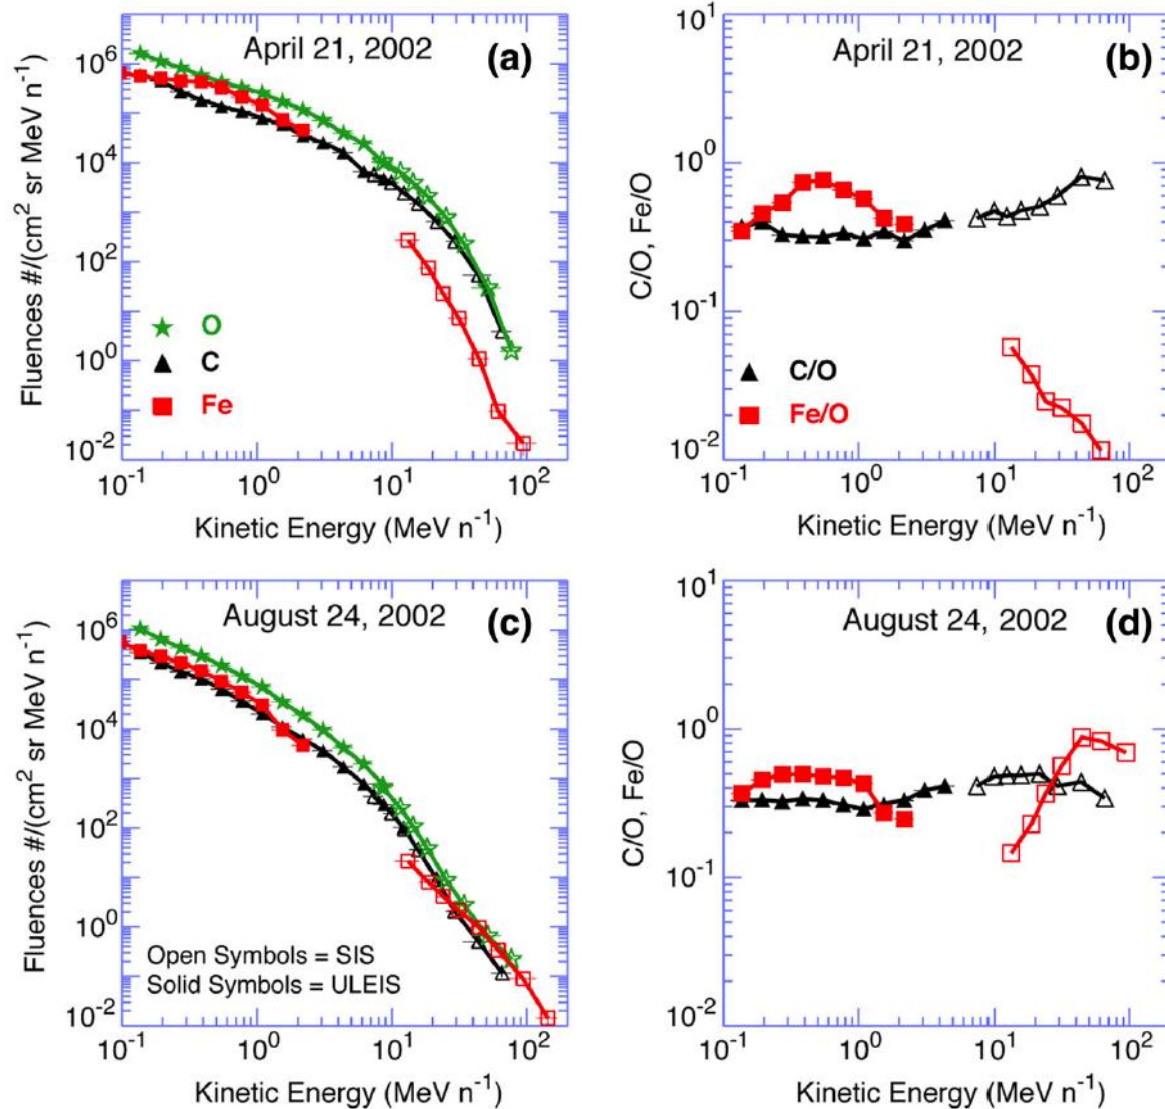 April 21, 2002 (a)
10^6
10^4
10^2
10^0
10^-2
Fluences #/(cm^2 sr MeV n^-1)
O
C
Fe
10^-1 10^0 10^1 10^2
Kinetic Energy (MeV n^-1)
April 21, 2002 (b)
10^1
10^0
10^-1
10^-2
C/O, Fe/O
C/O
Fe/O
10^-1 10^0 10^1 10^2
Kinetic Energy (MeV n^-1)
August 24, 2002 (c)
10^6
10^4
10^2
10^0
10^-2
Fluences #/(cm^2 sr MeV n^-1)
Open Symbols = SIS
Solid Symbols = ULEIS
10^-1 10^0 10^1 10^2
Kinetic Energy (MeV n^-1)
August 24, 2002 (d)
10^1
10^0
10^-1
10^-2
C/O, Fe/O
10^-1 10^0 10^1 10^2
Kinetic Energy (MeV n^-1)